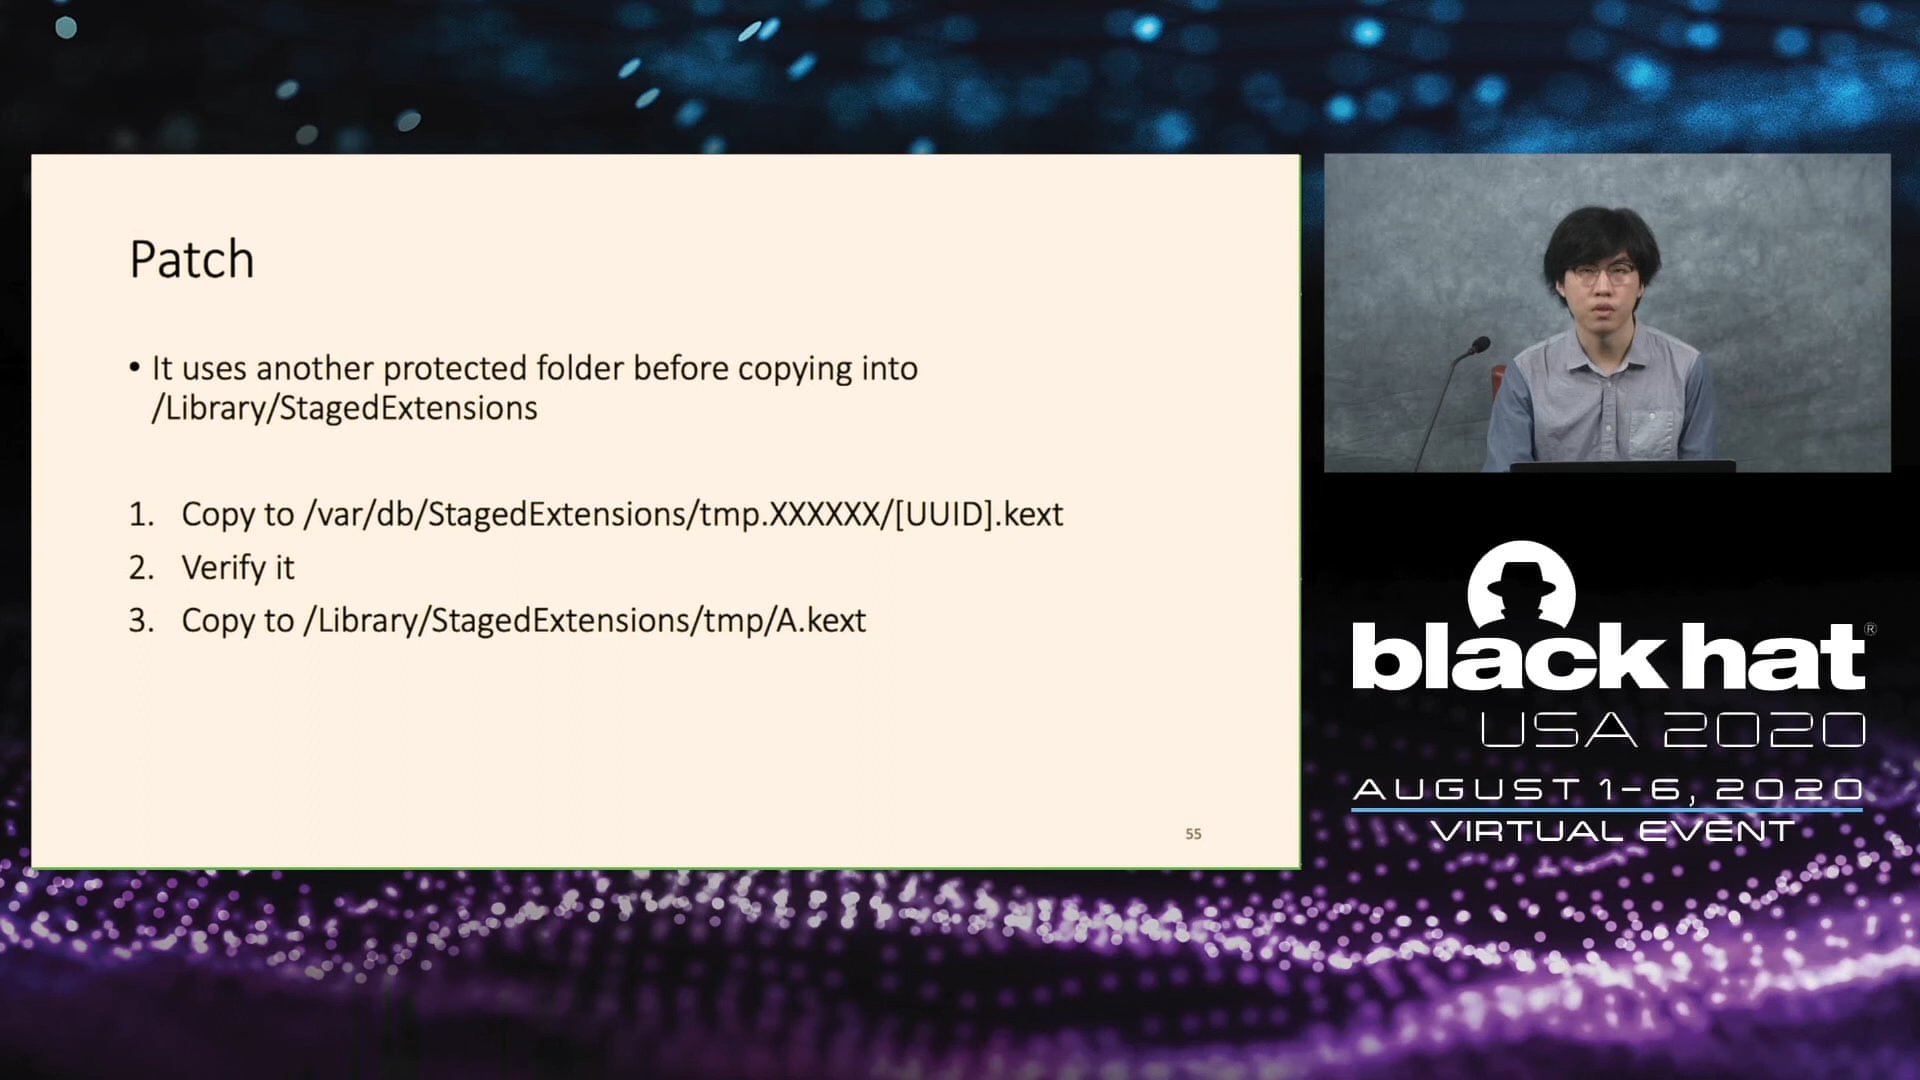 Patch
• It uses another protected folder before copying into
/Library/StagedExtensions
1. Copy to /var/db/StagedExtensions/tmp.XXXXXX/[UUID].kext
2. Verify it
3. Copy to /Library/StagedExtensions/tmp/A.kext
55
black hat®
USA 2020
AUGUST 1-6, 2020
VIRTUAL EVENT